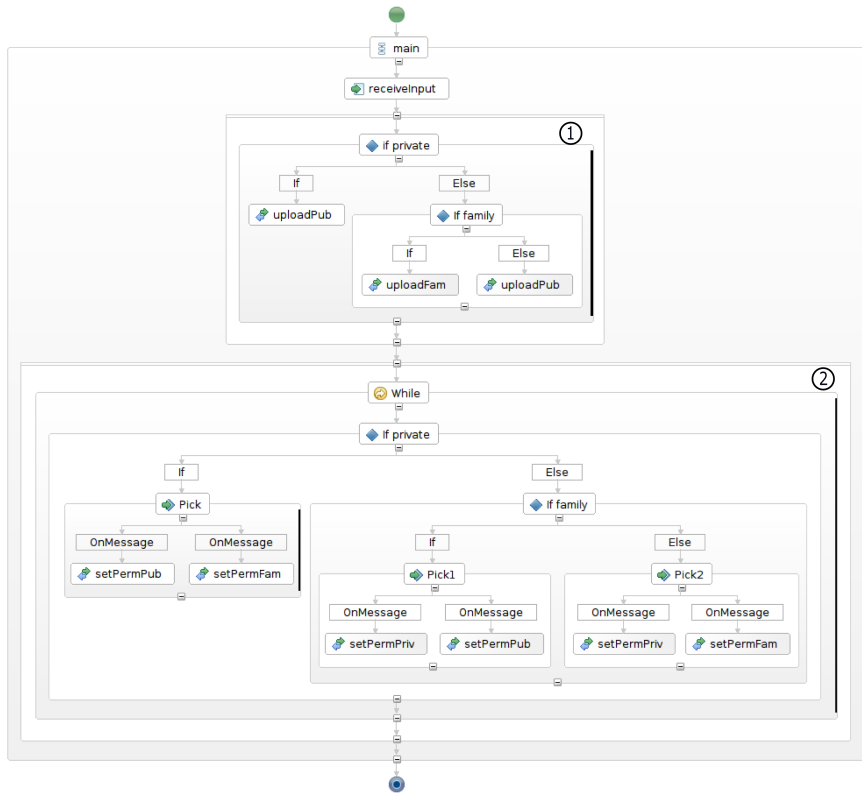 main
receiveInput
①
if private
If
Else
uploadPub
If family
If
Else
uploadFam
uploadPub
②
While
If private
If
Else
Pick
If family
OnMessage
OnMessage
If
Else
setPermPub
setPermFam
Pick1
Pick2
OnMessage
OnMessage
OnMessage
OnMessage
setPermPriv
setPermPub
setPermPriv
setPermFam